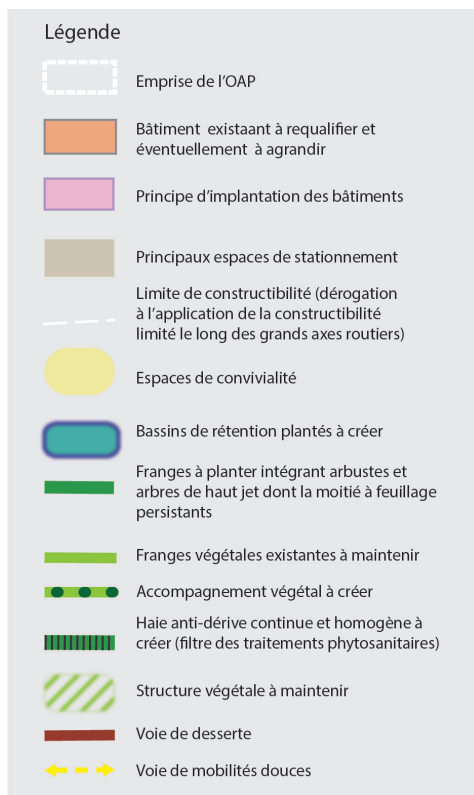 Légende
Emprise de l'OAP
Bâtiment existaant à requalifier et
éventuellement à agrandir
Principe d'implantation des bâtiments
Principaux espaces de stationnement
Limite de constructibilité (dérogation
à l'application de la constructibilité
limité le long des grands axes routiers)
Espaces de convivialité
Bassins de rétention plantés à créer
Franges à planter intégrant arbustes et
arbres de haut jet dont la moitié à feuillage
persistants
Franges végétales existantes à maintenir
Accompagnement végétal à créer
Haie anti-dérive continue et homogène à
créer (filtre des traitements phytosanitaires)
Structure végétale à maintenir
Voie de desserte
Voie de mobilités douces